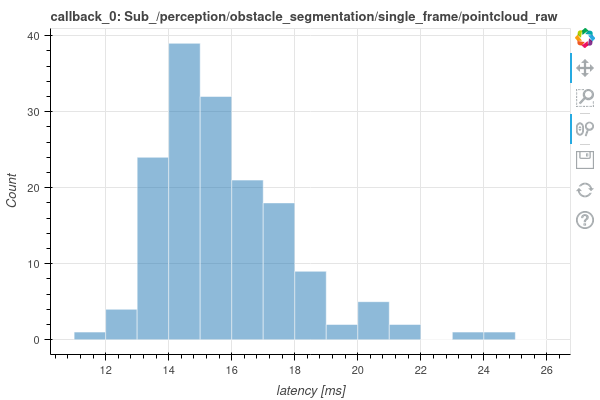 callback_0: Sub_/perception/obstacle_segmentation/single_frame/pointcloud_raw
40
30
20
10
0
Count
12 14 16 18 20 22 24 26
latency [ms]